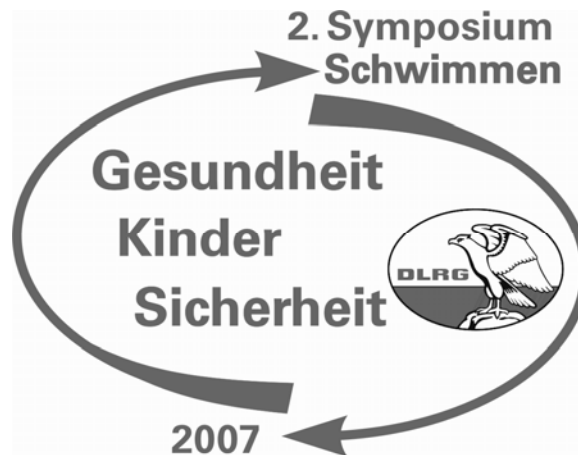 2. Symposium
Schwimmen
Gesundheit
Kinder
DLRG
Sicherheit
2007